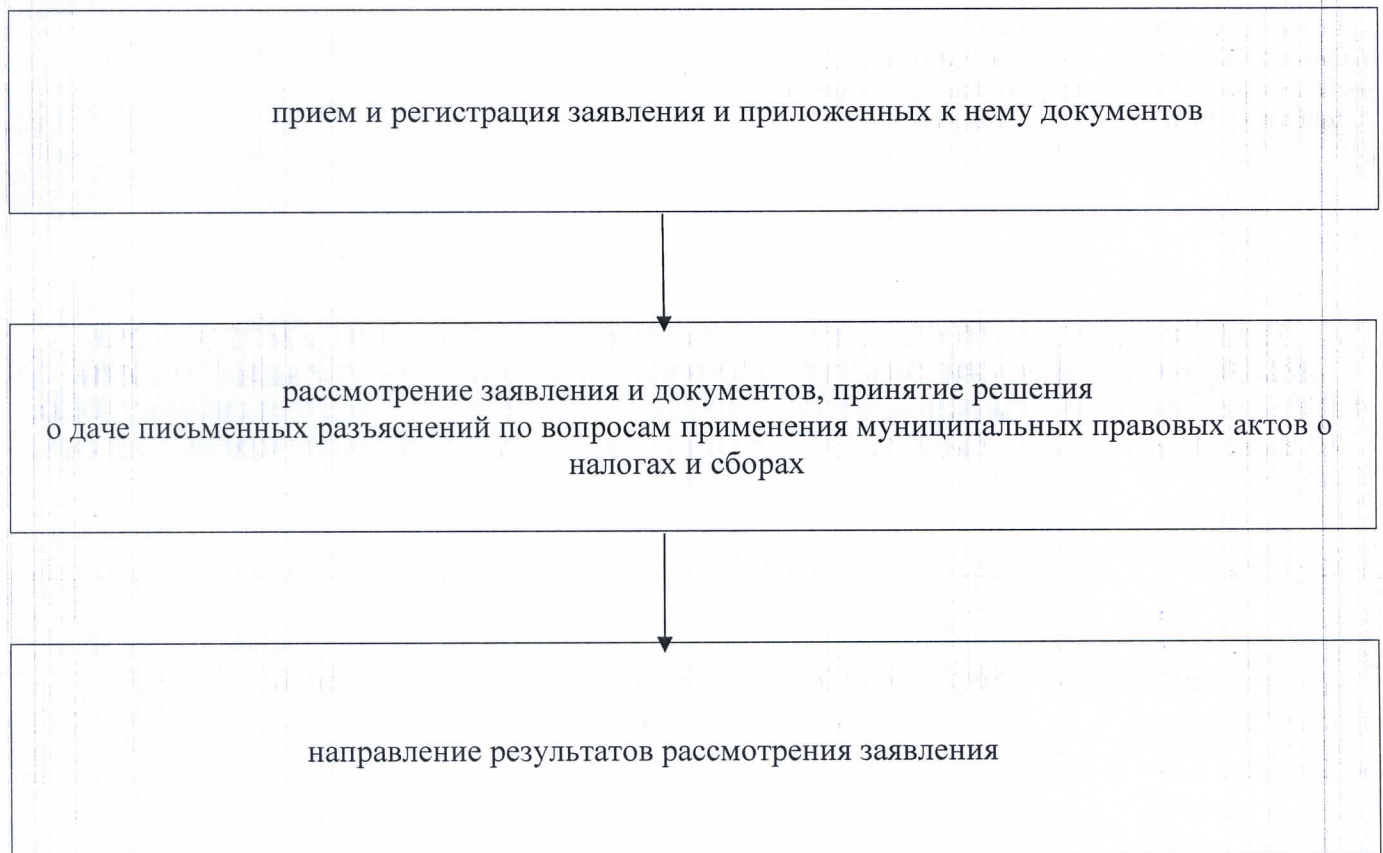 прием и регистрация заявления и приложенных к нему документов
рассмотрение заявления и документов, принятие решения
о даче письменных разъяснений по вопросам применения муниципальных правовых актов о
налогах и сборах
направление результатов рассмотрения заявления